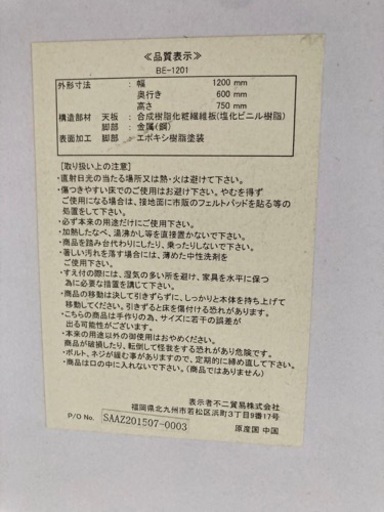 ≪品質表示≫
BE-1201
外形寸法 : 幅 1200 mm
奥行き 600 mm
高さ 750 mm
構造部材 天板 : 合成樹脂化粧繊維板(塩化ビニル樹脂)
脚部 : 金属(鋼)
表面加工 脚部 : エポキシ樹脂塗装
[取り扱い上の注意]
・直射日光の当たる場所又は熱・火は避けて下さい。
・傷つきやすい床でのご使用はお避け下さい。やむを得ず
ご使用になる場合は、接地面に市販のフェルトパッドを貼る等の
処置をして下さい。
・必ず本来の用途だけにご使用下さい。
・加熱したなべ、湯沸かし等を直接置かないで下さい。
・商品を踏み台代わりにしたり、乗ったりしないで下さい。
・著しい汚れを落す場合には、薄めた中性洗剤を
ご使用下さい。
・すえ付の際には、湿気の多い所を避け、家具を水平に保つ
為に必要な措置を講じて下さい。
・商品の移動は決して引きずらずに、しっかりと本体を持ち上げて
移動してください。引きずると床を傷付ける恐れがあります。
・こちらの商品は手作りの為、サイズに若干の誤差が
出る可能性がございます。
・本来の用途以外の御使用はおやめ下さい。
商品が破損したり、転倒して怪我をする恐れがあり危険です。
・ボルト、ネジが緩む事がありますので、定期的に締め直して下さい。
・商品は口の中に入れないで下さい。(商品ではありません)
表示者不二貿易株式会社
福岡県北九州市若松区浜町3丁目9番17号
P/O No. SAAZ201507-0003 原産国 中国